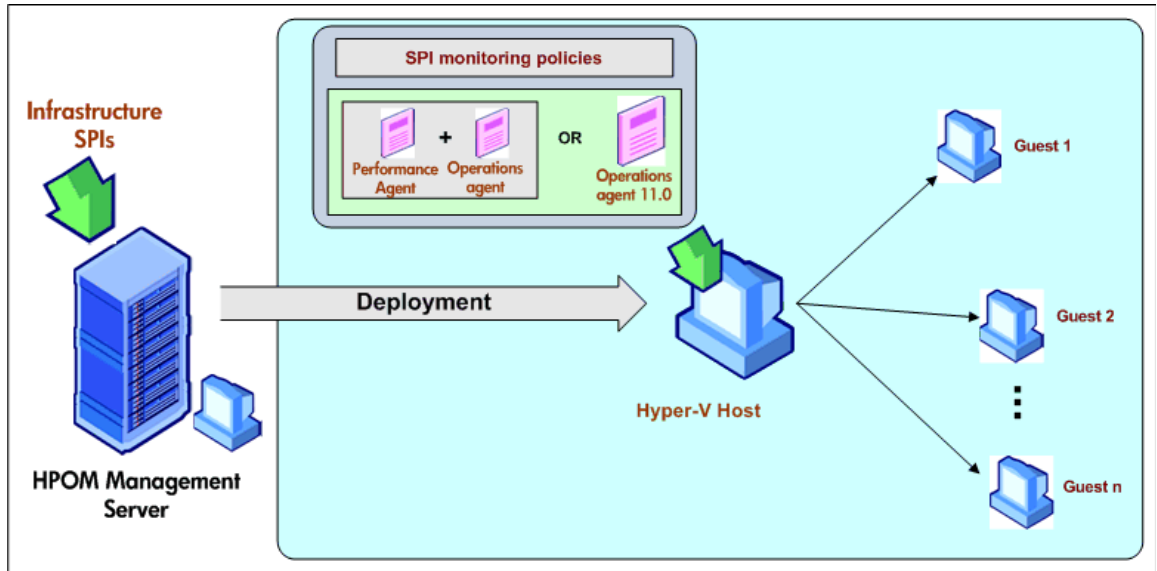 SPI monitoring policies
Infrastructure
SPIs
+
OR
Performance
Agent
Operations
agent
Operations
agent 11.0
Guest 1
Deployment
Guest 2
Hyper-V Host
HPOM Management
Server
Guest n